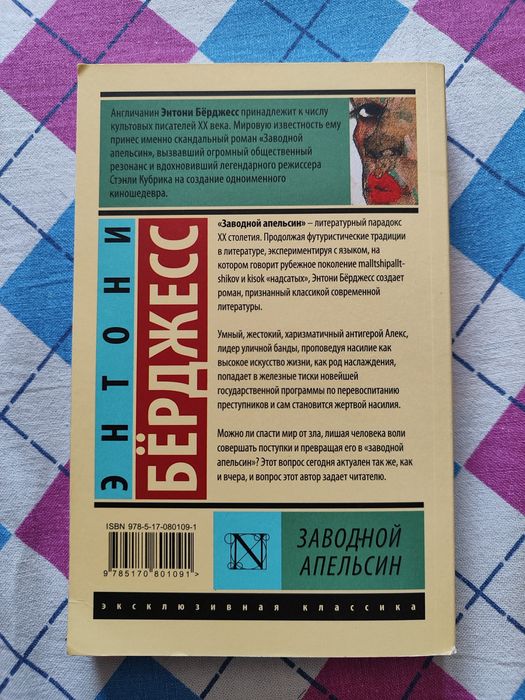 Англичанин Энтони Бёрджесс принадлежит к числу
культовых писателей XX века. Мировую известность ему
принес именно скандальный роман «Заводной
апельсин», вызвавший огромный общественный
резонанс и вдохновивший легендарного режиссера
Стэнли Кубрика на создание одноименного
киношедевра.
ЭНТОНИ
БЁРДЖЕСС
«Заводной апельсин» – литературный парадокс
XX столетия. Продолжая футуристические традиции
в литературе, экспериментируя с языком, на
котором говорит рубежное поколение malltshipallt-
shikov и kisok «надсатых», Энтони Бёрджесс создает
роман, признанный классикой современной
литературы.
Умный, жестокий, харизматичный антигерой Алекс,
лидер уличной банды, проповедуя насилие как
высокое искусство жизни, как род наслаждения,
попадает в железные тиски новейшей
государственной программы по перевоспитанию
преступников и сам становится жертвой насилия.
Можно ли спасти мир от зла, лишая человека воли
совершать поступки и превращая его в «заводной
апельсин»? Этот вопрос сегодня актуален так же, как
и вчера, и вопрос этот автор задает читателю.
ISBN 978-5-17-080109-1
9 785170 801091 >
N
ЗАВОДНОЙ
АПЕЛЬСИН
эксклюзивная классика